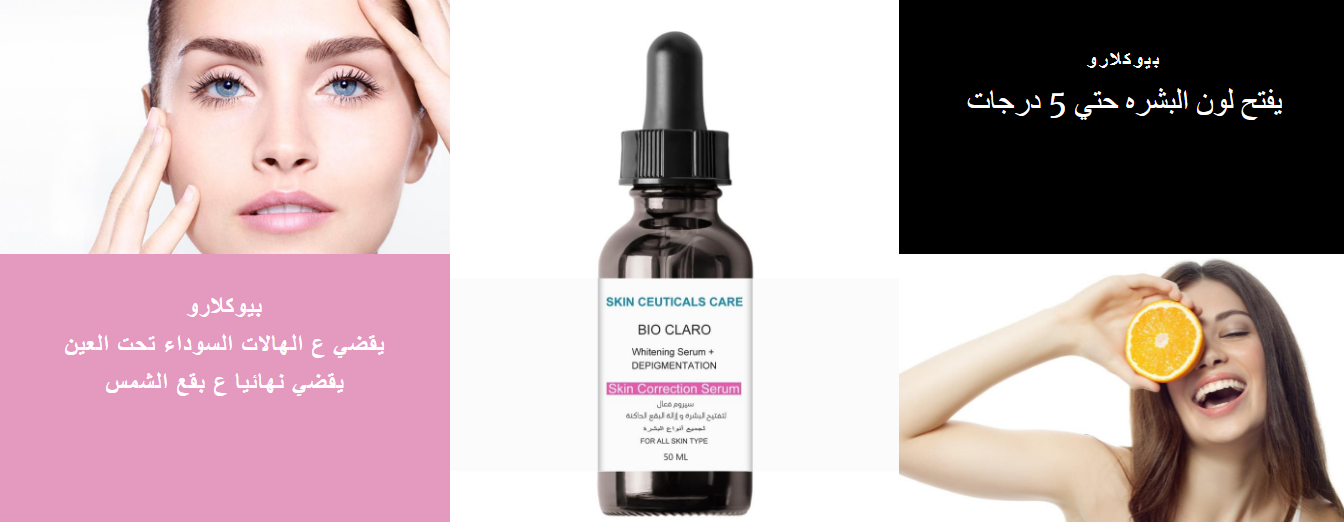 بيوكلارو
يقضي ع الهالات السوداء تحت العين
يقضي نهائيا ع بقع الشمس
SKIN CEUTICALS CARE
BIO CLARO
Whitening Serum +
DEPIGMENTATION
Skin Correction Serum
سيروم فعال
لتفتيح البشرة و إزالة البقع الداكنة
لجميع أنواع البشرة
FOR ALL SKIN TYPE
50 ML
بيوكلارو
يفتح لون البشره حتي 5 درجات